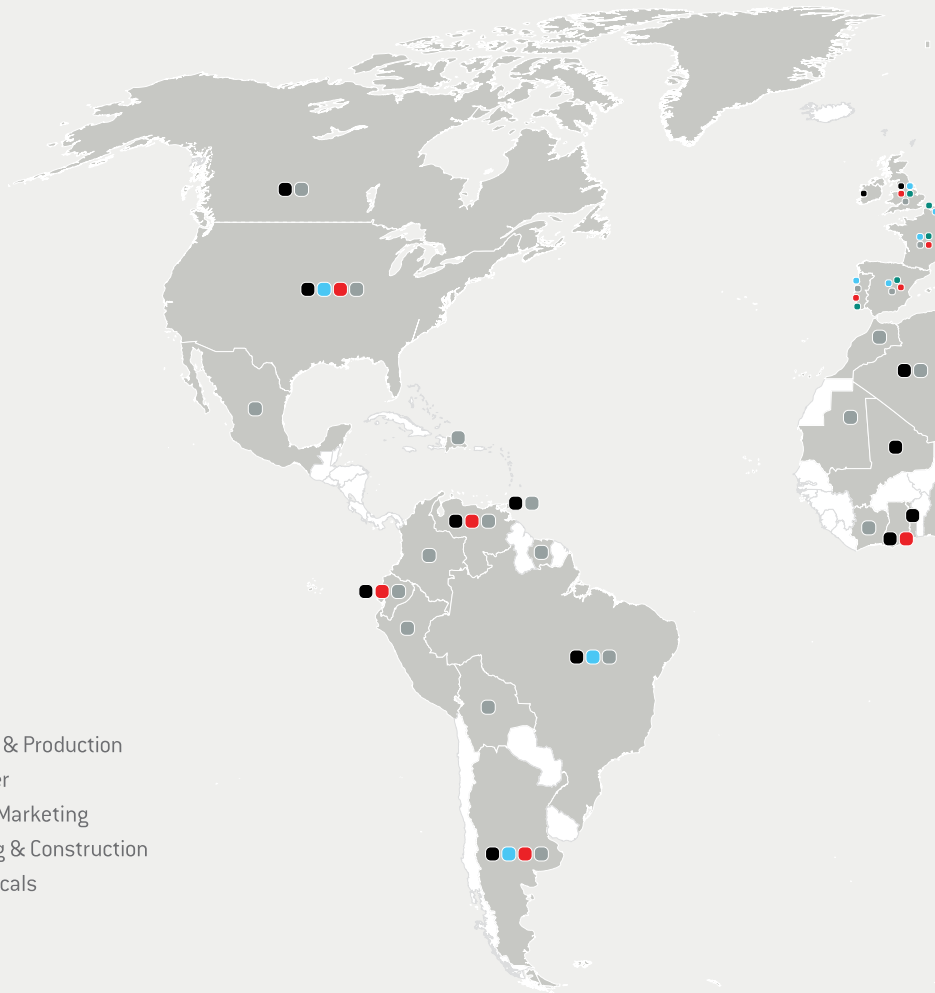 & Production
er
Marketing
g & Construction
cals